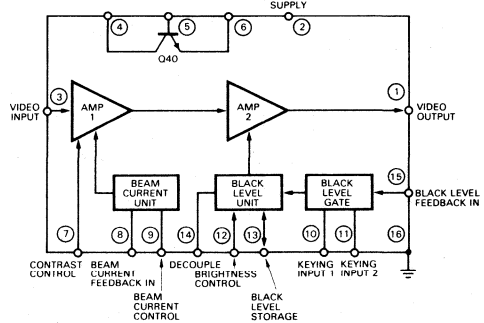 SUPPLY
4
5
6
2
Q40
3
VIDEO
INPUT
AMP
1
AMP
2
1
VIDEO
OUTPUT
BEAM
CURRENT
UNIT
BLACK
LEVEL
UNIT
BLACK
LEVEL
GATE
15
BLACK LEVEL
FEEDBACK IN
7
8
9
14
12
13
10
11
16
CONTRAST
CONTROL
BEAM
CURRENT
FEEDBACK IN
BEAM
CURRENT
CONTROL
DECOUPLE
BRIGHTNESS
CONTROL
BLACK
LEVEL
STORAGE
KEYING
INPUT 1
KEYING
INPUT 2